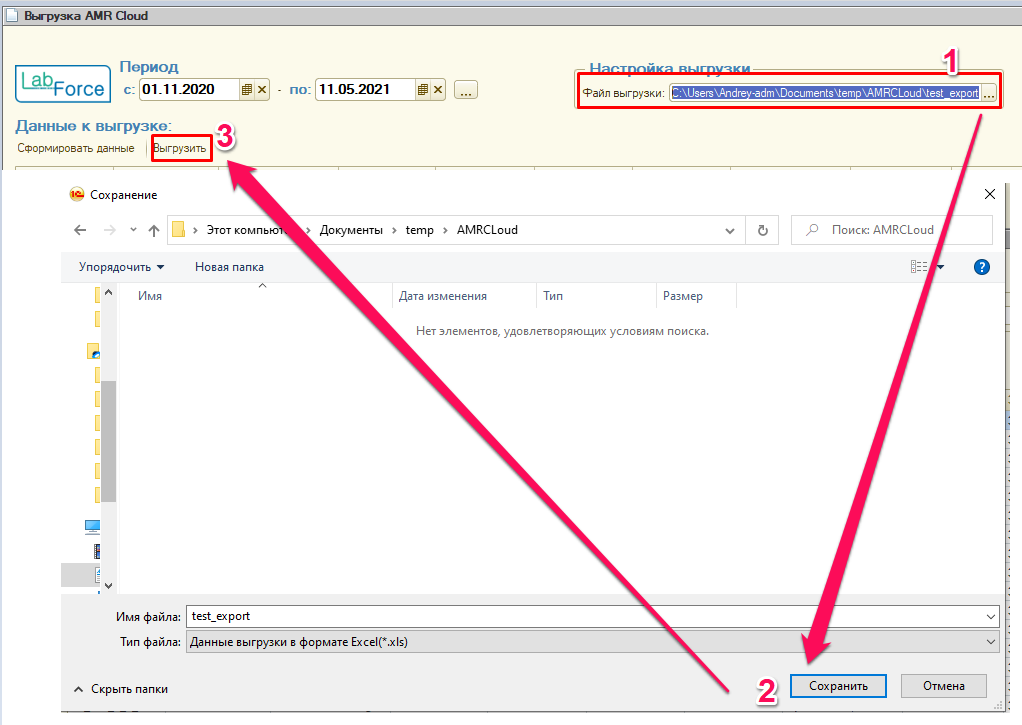 Выгрузка AMR Cloud
1
Lab Force
Период
с: 01.11.2020 - по: 11.05.2021 ...
Настройка выгрузки
Файл выгрузки: C:\Users\Andrey-adm\Documents\temp\AMRCLoud\test_export ...
Данные к выгрузке:
3
Сформировать данные Выгрузить
Сохранение
Документы temp AMRCLoud
Поиск: AMRCLoud
Упорядочить Новая папка
Имя Дата изменения Тип Размер
Нет элементов, удовлетворяющих условиям поиска.
Имя файла: test_export
Тип файла: Данные выгрузки в формате Excel(*.xls)
2
Скрыть папки Сохранить Отмена